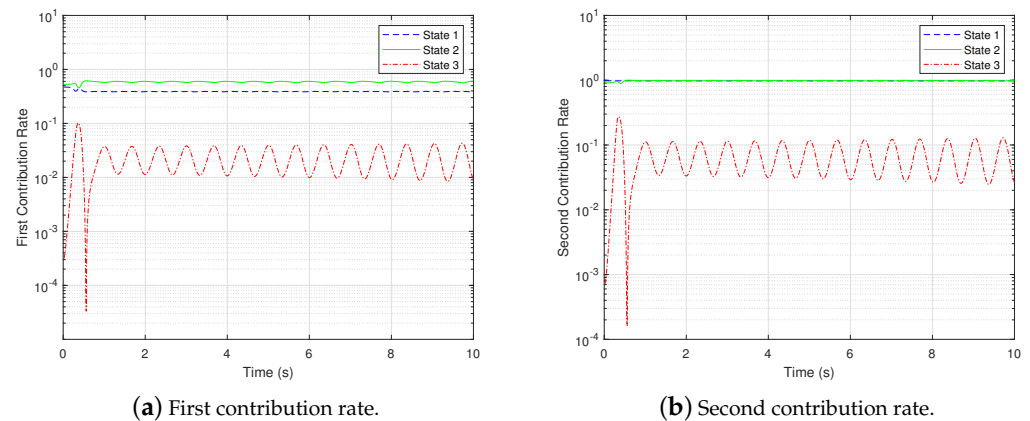 10^1
10^0
10^-1
10^-2
10^-3
10^-4
First Contribution Rate
0 2 4 6 8 10
Time (s)
State 1
State 2
State 3
(a) First contribution rate.
10^1
10^0
10^-1
10^-2
10^-3
10^-4
Second Contribution Rate
0 2 4 6 8 10
Time (s)
State 1
State 2
State 3
(b) Second contribution rate.